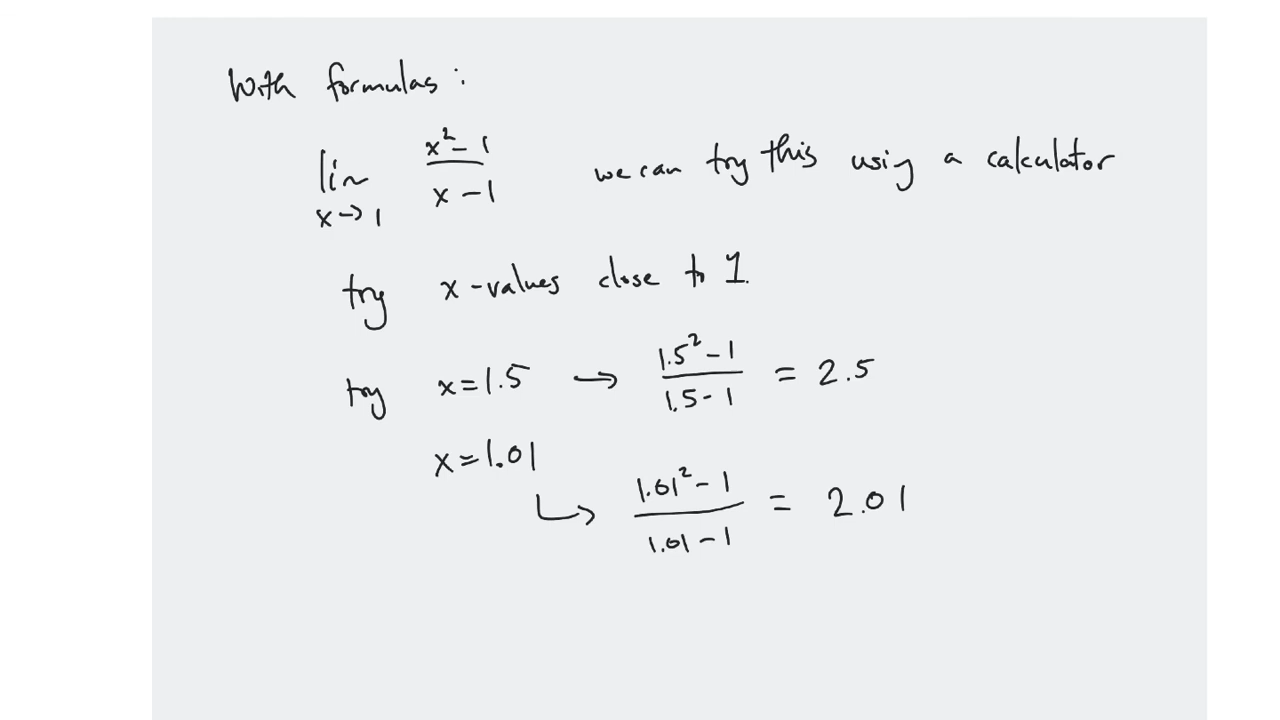 With formulas:
lim x→1 (x² - 1)/(x - 1) we can try this using a calculator
try x-values close to 1.
try x=1.5 → (1.5² - 1)/(1.5 - 1) = 2.5
x=1.01
↳ (1.01² - 1)/(1.01 - 1) = 2.01